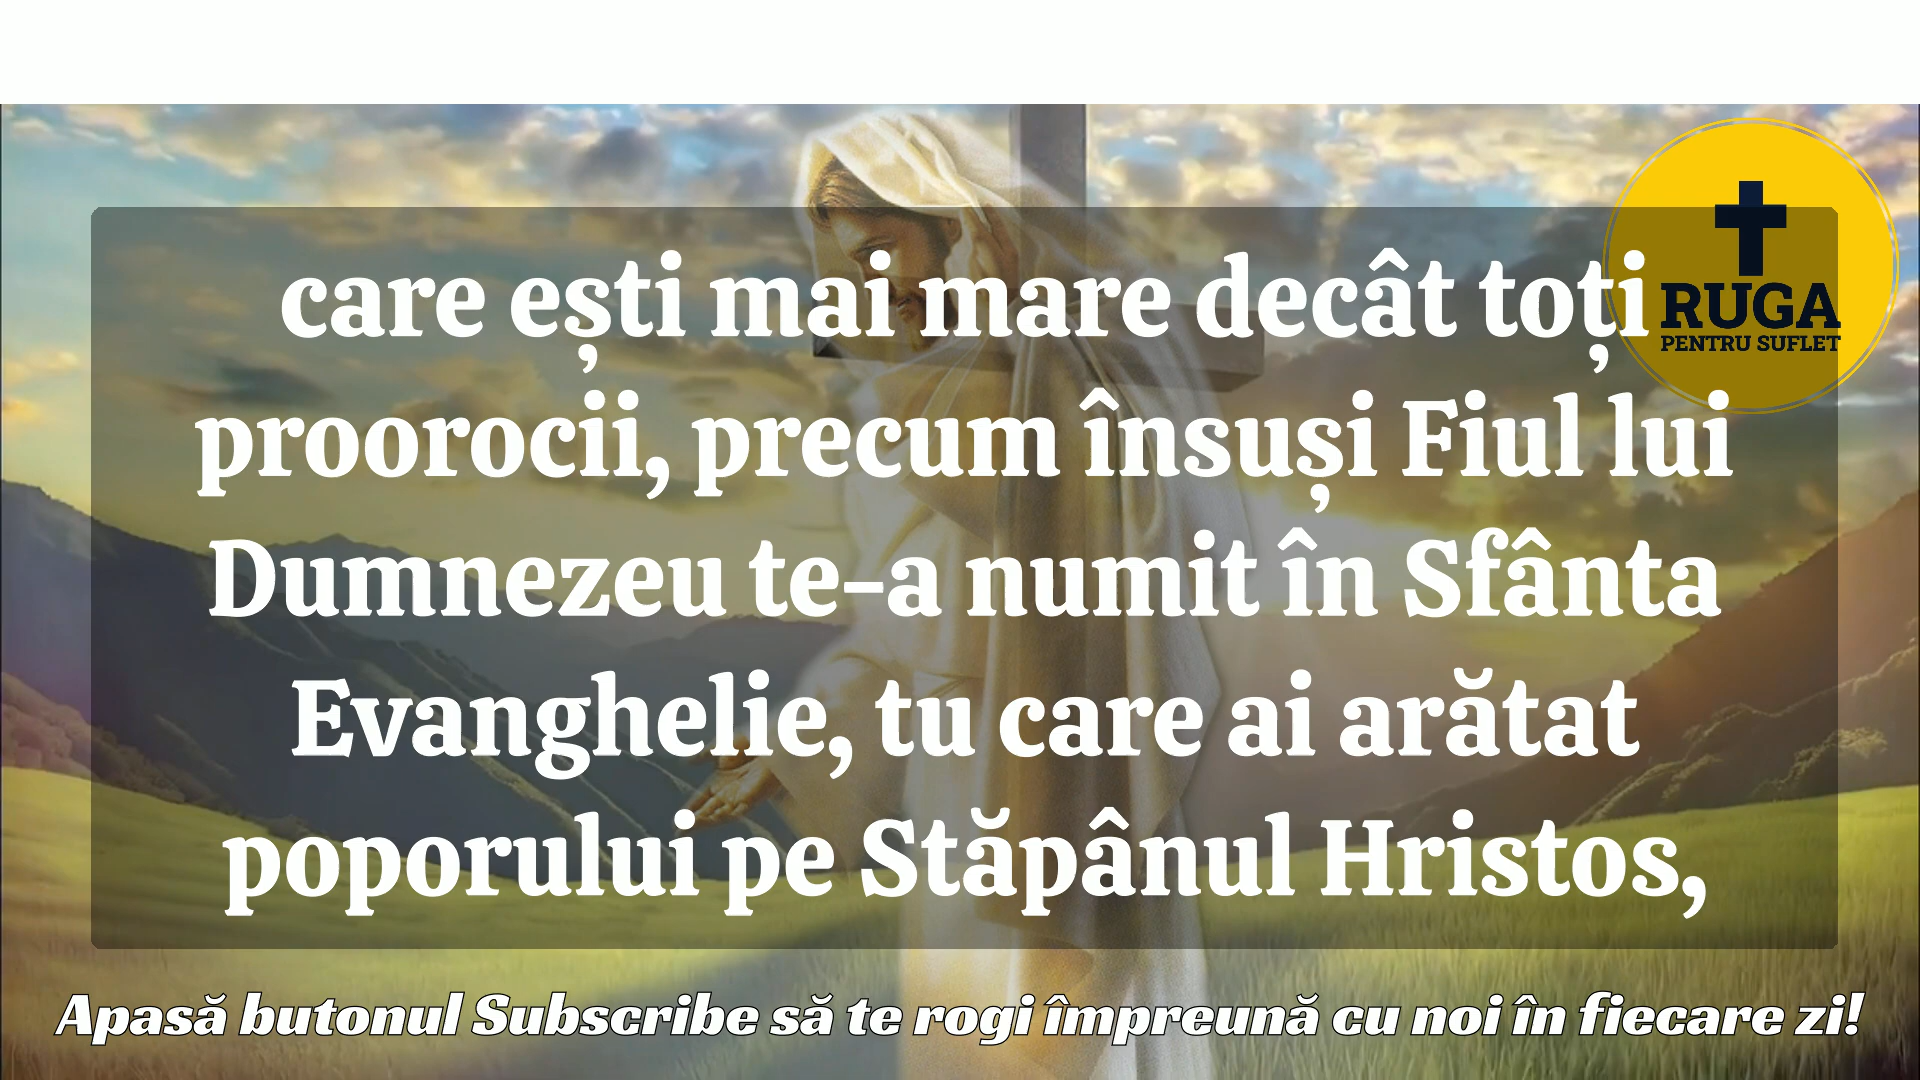 care ești mai mare decât toți
proorocii, precum însuși Fiul lui
Dumnezeu te-a numit în Sfânta
Evanghelie, tu care ai arătat
poporului pe Stăpânul Hristos,
RUGA
PENTRU SUFLET
Apasă butonul Subscribe să te rogi împreună cu noi în fiecare zi!